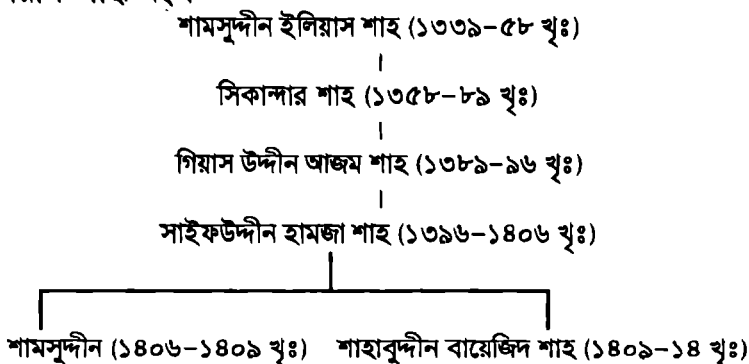 শামসুদ্দীন ইলিয়াস শাহ (১৩৩৯-৫৮ খৃঃ)
সিকান্দার শাহ (১৩৫৮-৮৯ খৃঃ)
গিয়াস উদ্দীন আজম শাহ (১৩৮৯-৯৬ খৃঃ)
সাইফউদ্দীন হামজা শাহ (১৩৯৬-১৪০৬ খৃঃ)
শামসুদ্দীন (১৪০৬-১৪০৯ খৃঃ) শাহাবুদ্দীন বায়েজিদ শাহ (১৪০৯-১৪ খৃঃ)